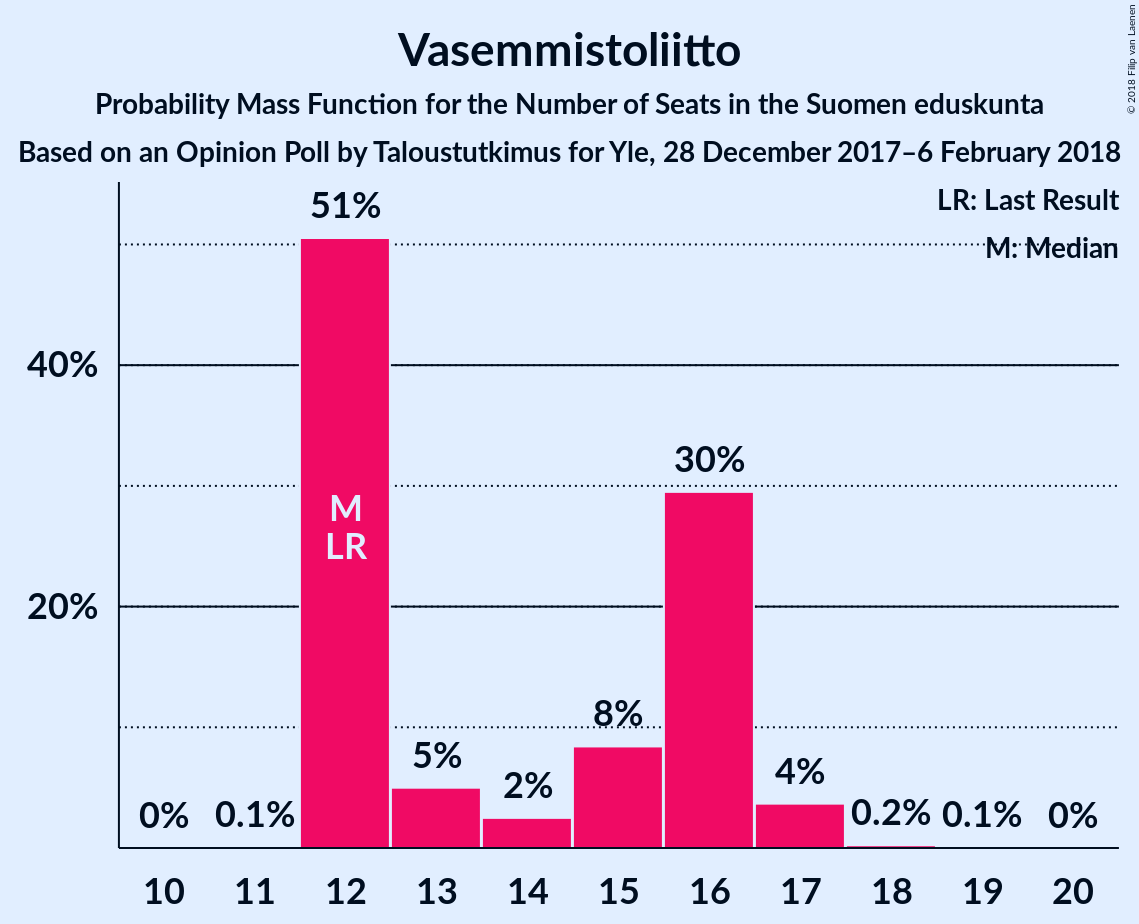 Vasemmistoliitto
Probability Mass Function for the Number of Seats in the Suomen eduskunta
Based on an Opinion Poll by Taloustutkimus for Yle, 28 December 2017–6 February 2018
© 2018 Filip van Laenen
LR: Last Result
M: Median
51%
40%
30%
M
LR
20%
8%
5%
4%
2%
0%
0.1%
0.2%
0.1%
0%
10 11 12 13 14 15 16 17 18 19 20